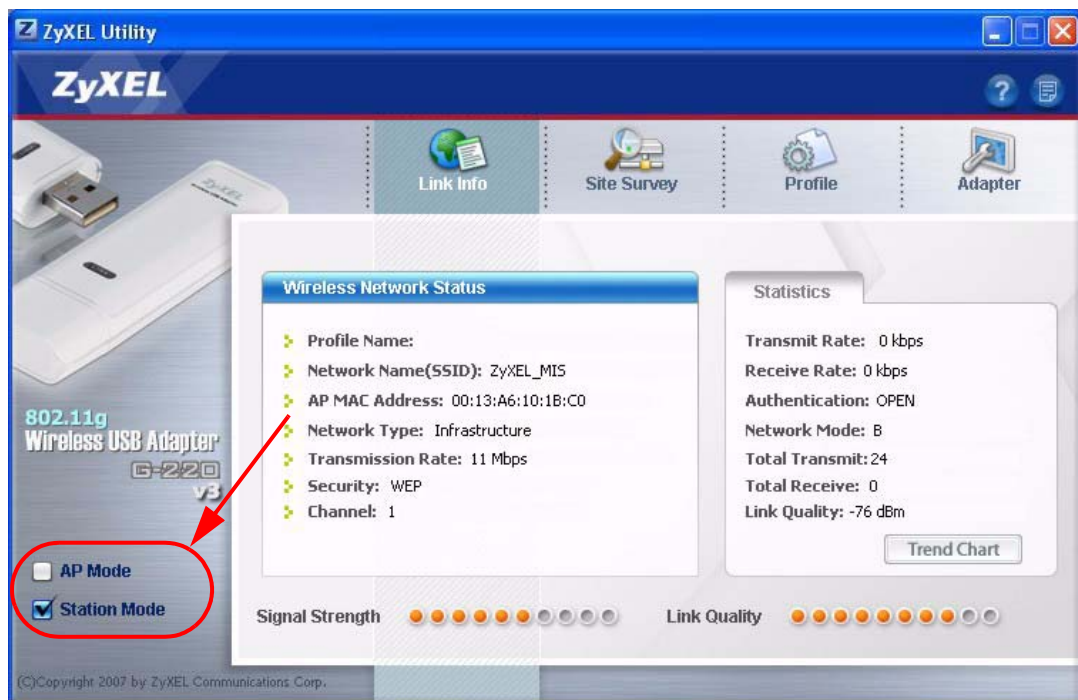 ZyXEL Utility
ZyXEL
Link Info
Site Survey
Profile
Adapter
Wireless Network Status
Profile Name:
Network Name(SSID): ZyXEL_MIS
AP MAC Address: 00:13:A6:10:1B:C0
Network Type: Infrastructure
Transmission Rate: 11 Mbps
Security: WEP
Channel: 1
Statistics
Transmit Rate: 0 kbps
Receive Rate: 0 kbps
Authentication: OPEN
Network Mode: B
Total Transmit: 24
Total Receive: 0
Link Quality: -76 dBm
Trend Chart
802.11g
Wireless USB Adapter
G-220
v3
AP Mode
Station Mode
Signal Strength
Link Quality
(C)Copyright 2007 by ZyXEL Communications Corp.